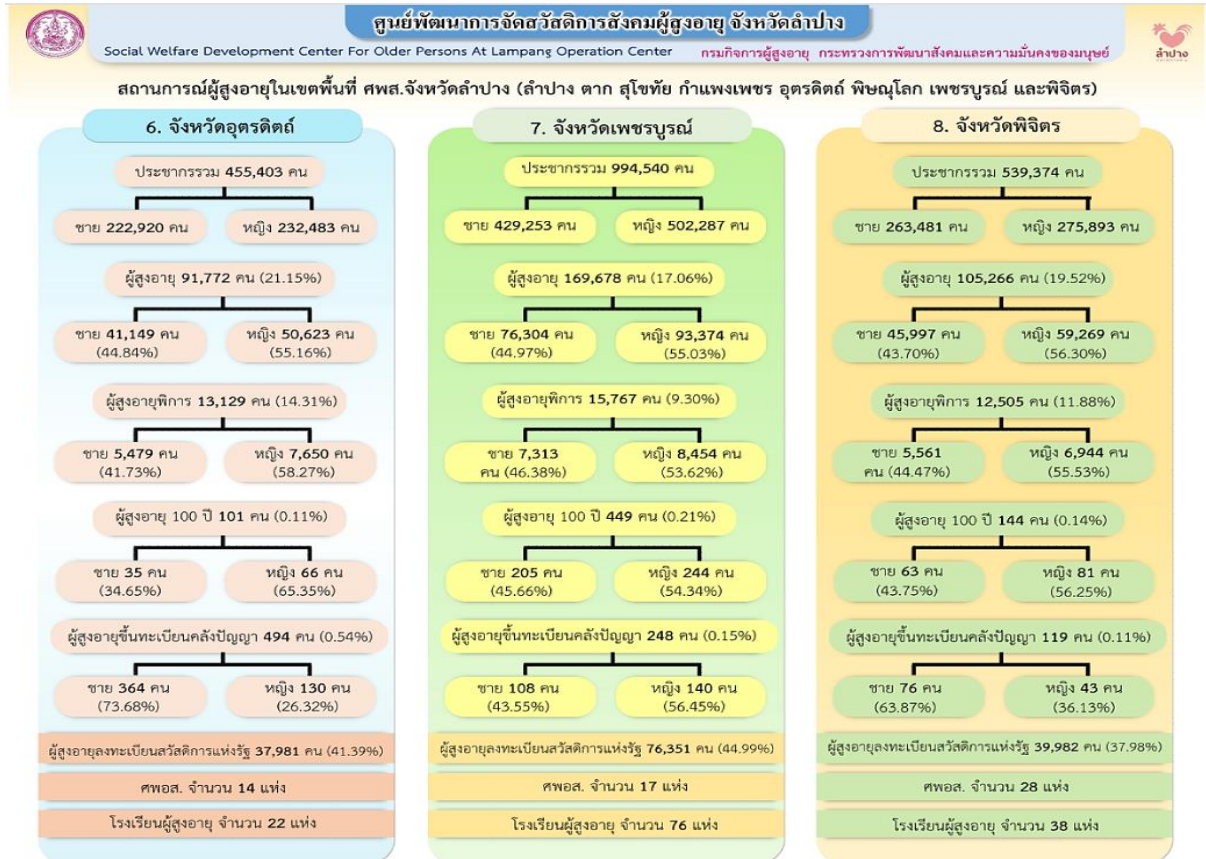 ศูนย์พัฒนาการจัดสวัสดิการสังคมผู้สูงอายุ จังหวัดลำปาง
Social Welfare Development Center For Older Persons At Lampang Operation Center กรมกิจการผู้สูงอายุ กระทรวงการพัฒนาสังคมและความมั่นคงของมนุษย์
ลำปาง
สถานการณ์ผู้สูงอายุในเขตพื้นที่ ศพส.จังหวัดลำปาง (ลำปาง ตาก สุโขทัย กำแพงเพชร อุตรดิตถ์ พิษณุโลก เพชรบูรณ์ และพิจิตร)
6. จังหวัดอุตรดิตถ์
ประชากรรวม 455,403 คน
ชาย 222,920 คน หญิง 232,483 คน
ผู้สูงอายุ 91,772 คน (21.15%)
ชาย 41,149 คน หญิง 50,623 คน
(44.84%) (55.16%)
ผู้สูงอายุพิการ 13,129 คน (14.31%)
ชาย 5,479 คน หญิง 7,650 คน
(41.73%) (58.27%)
ผู้สูงอายุ 100 ปี 101 คน (0.11%)
ชาย 35 คน หญิง 66 คน
(34.65%) (65.35%)
ผู้สูงอายุขึ้นทะเบียนคลังปัญญา 494 คน (0.54%)
ชาย 364 คน หญิง 130 คน
(73.68%) (26.32%)
ผู้สูงอายุลงทะเบียนสวัสดิการแห่งรัฐ 37,981 คน (41.39%)
ศพอส. จำนวน 14 แห่ง
โรงเรียนผู้สูงอายุ จำนวน 22 แห่ง
7. จังหวัดเพชรบูรณ์
ประชากรรวม 994,540 คน
ชาย 429,253 คน หญิง 502,287 คน
ผู้สูงอายุ 169,678 คน (17.06%)
ชาย 76,304 คน หญิง 93,374 คน
(44.97%) (55.03%)
ผู้สูงอายุพิการ 15,767 คน (9.30%)
ชาย 7,313 หญิง 8,454 คน
คน (46.38%) (53.62%)
ผู้สูงอายุ 100 ปี 449 คน (0.21%)
ชาย 205 คน หญิง 244 คน
(45.66%) (54.34%)
ผู้สูงอายุขึ้นทะเบียนคลังปัญญา 248 คน (0.15%)
ชาย 108 คน หญิง 140 คน
(43.55%) (56.45%)
ผู้สูงอายุลงทะเบียนสวัสดิการแห่งรัฐ 76,351 คน (44.99%)
ศพอส. จำนวน 17 แห่ง
โรงเรียนผู้สูงอายุ จำนวน 76 แห่ง
8. จังหวัดพิจิตร
ประชากรรวม 539,374 คน
ชาย 263,481 คน หญิง 275,893 คน
ผู้สูงอายุ 105,266 คน (19.52%)
ชาย 45,997 คน หญิง 59,269 คน
(43.70%) (56.30%)
ผู้สูงอายุพิการ 12,505 คน (11.88%)
ชาย 5,561 หญิง 6,944 คน
คน (44.47%) (55.53%)
ผู้สูงอายุ 100 ปี 144 คน (0.14%)
ชาย 63 คน หญิง 81 คน
(43.75%) (56.25%)
ผู้สูงอายุขึ้นทะเบียนคลังปัญญา 119 คน (0.11%)
ชาย 76 คน หญิง 43 คน
(63.87%) (36.13%)
ผู้สูงอายุลงทะเบียนสวัสดิการแห่งรัฐ 39,982 คน (37.98%)
ศพอส. จำนวน 28 แห่ง
โรงเรียนผู้สูงอายุ จำนวน 38 แห่ง